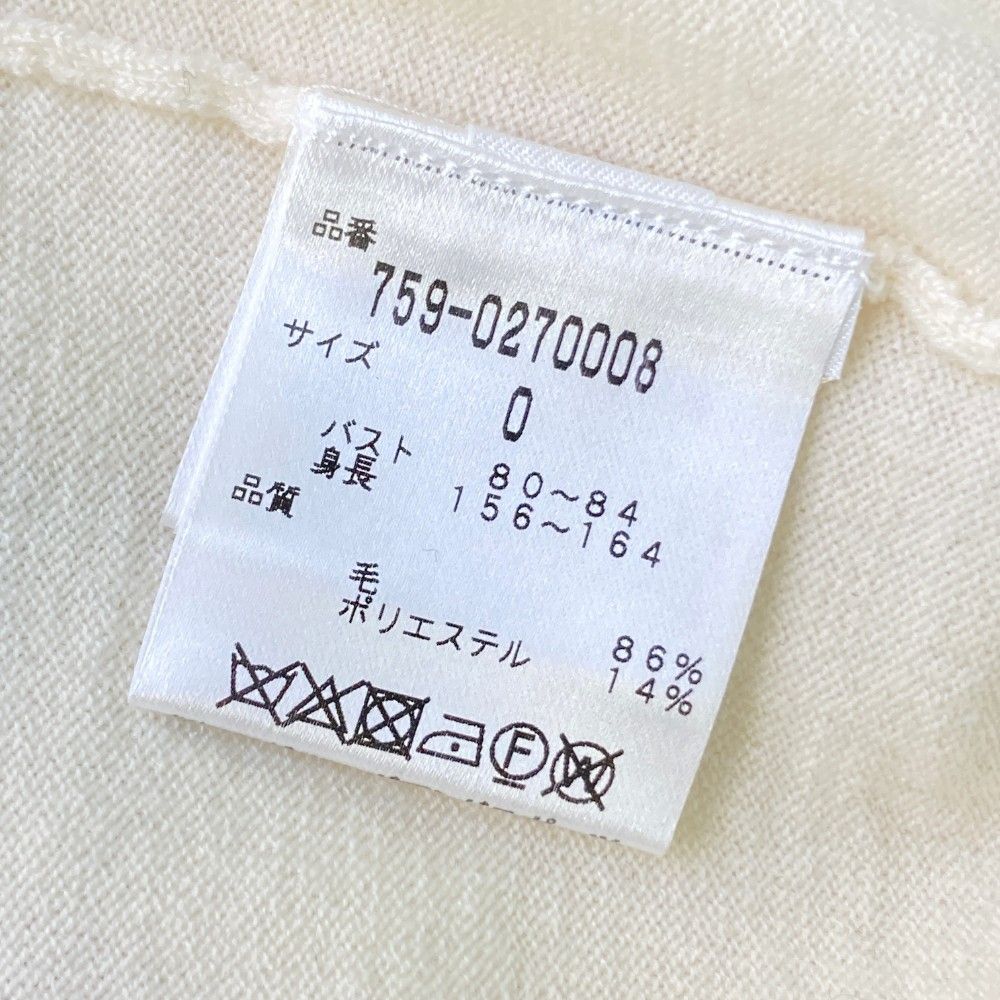 品番
759-0270008
サイズ
0
バスト 80〜84
身長 156〜164
品質
毛 86%
ポリエステル 14%
F
W